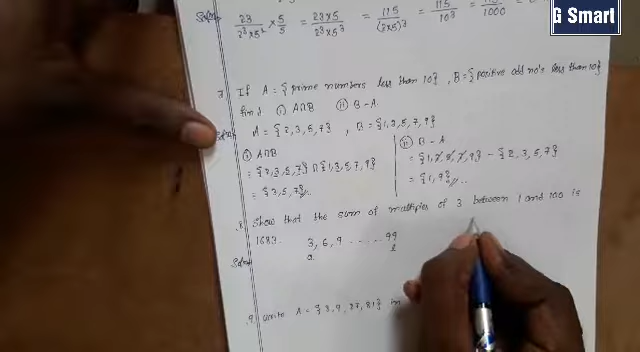 G Smart
Soln:- 23/(2³×5²) × 5/5 = (23×5)/(2³×5³) = 115/(2×5)³ = 115/10³ = 1000 =
7. If A = {prime numbers less than 10}, B = {positive odd no's less than 10}
find (i) A∩B (ii) B-A.
Soln:- A = {2,3,5,7} , B = {1,3,5,7,9}
(i) A∩B
= {2,3,5,7} ∩ {1,3,5,7,9}
= {3,5,7}
(ii) B-A
= {1,3,5,7,9} - {2,3,5,7}
= {1,9}
8. Show that the sum of multiples of 3 between 1 and 100 is
1683. 3,6,9 ...... 99
Soln:- a l
9. Write A = {3,9,27,81} in